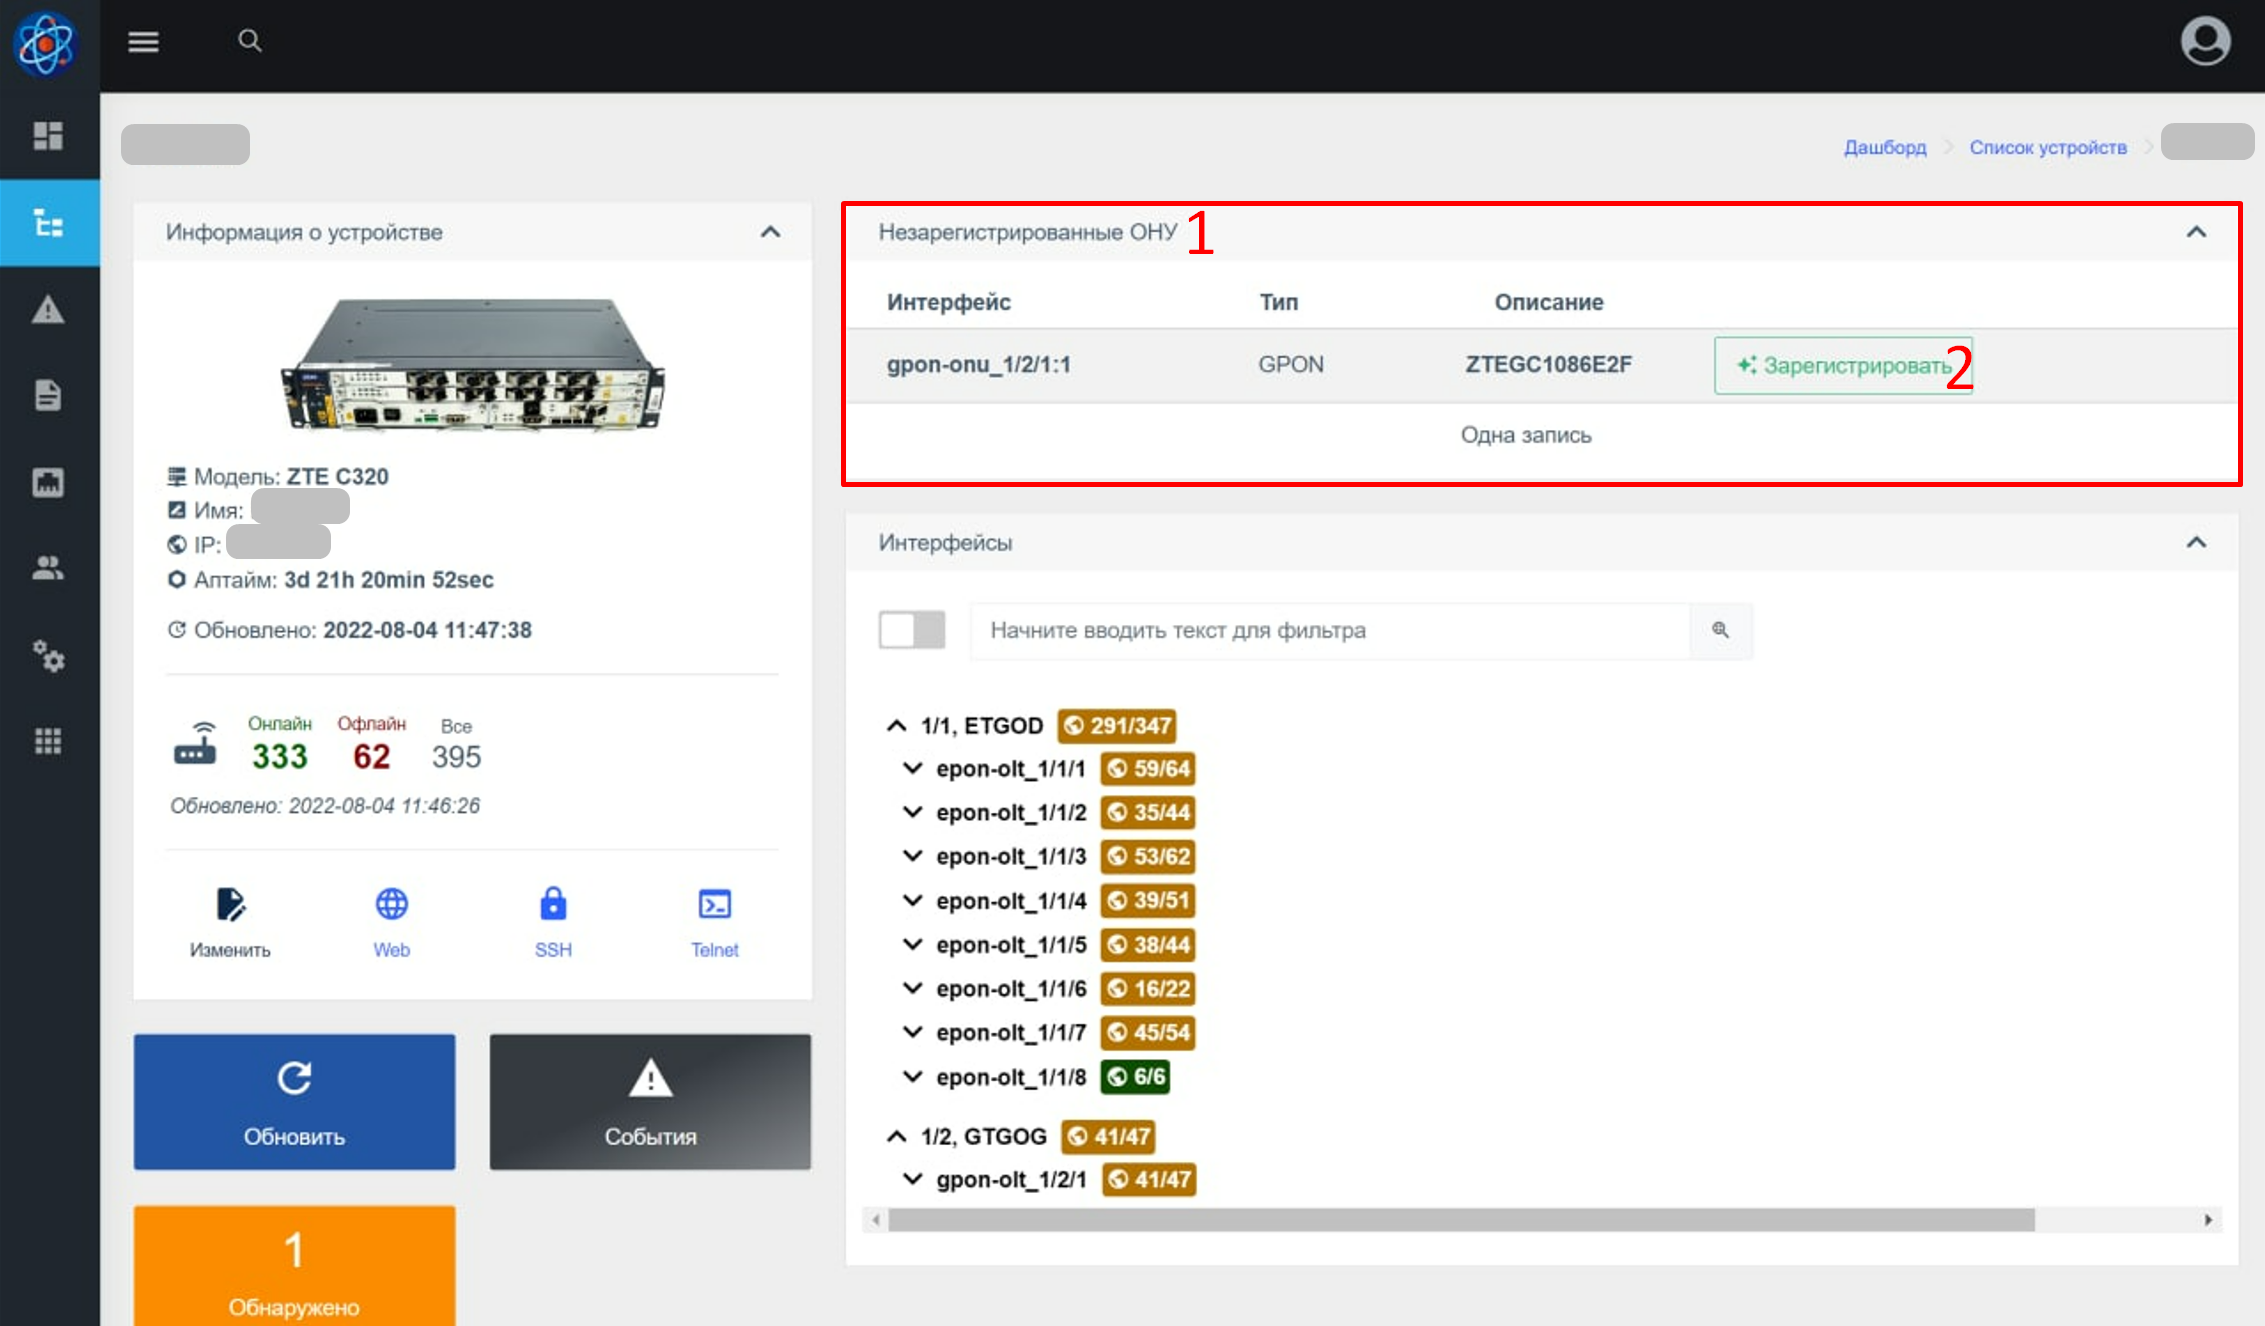 Дашборд
Список устройств
Информация о устройстве
Модель: ZTE C320
Имя:
IP:
Аптайм: 3d 21h 20min 52sec
Обновлено: 2022-08-04 11:47:38
Онлайн Офлайн Все
333 62 395
Обновлено: 2022-08-04 11:46:26
Изменить Web SSH Telnet
Обновить
События
1
Обнаружено
Незарегистрированные ОНУ 1
Интерфейс Тип Описание
gpon-onu_1/2/1:1 GPON ZTEGC1086E2F Зарегистрировать 2
Одна запись
Интерфейсы
Начните вводить текст для фильтра
1/1, ETGOD 291/347
epon-olt_1/1/1 59/64
epon-olt_1/1/2 35/44
epon-olt_1/1/3 53/62
epon-olt_1/1/4 39/51
epon-olt_1/1/5 38/44
epon-olt_1/1/6 16/22
epon-olt_1/1/7 45/54
epon-olt_1/1/8 6/6
1/2, GTGOG 41/47
gpon-olt_1/2/1 41/47